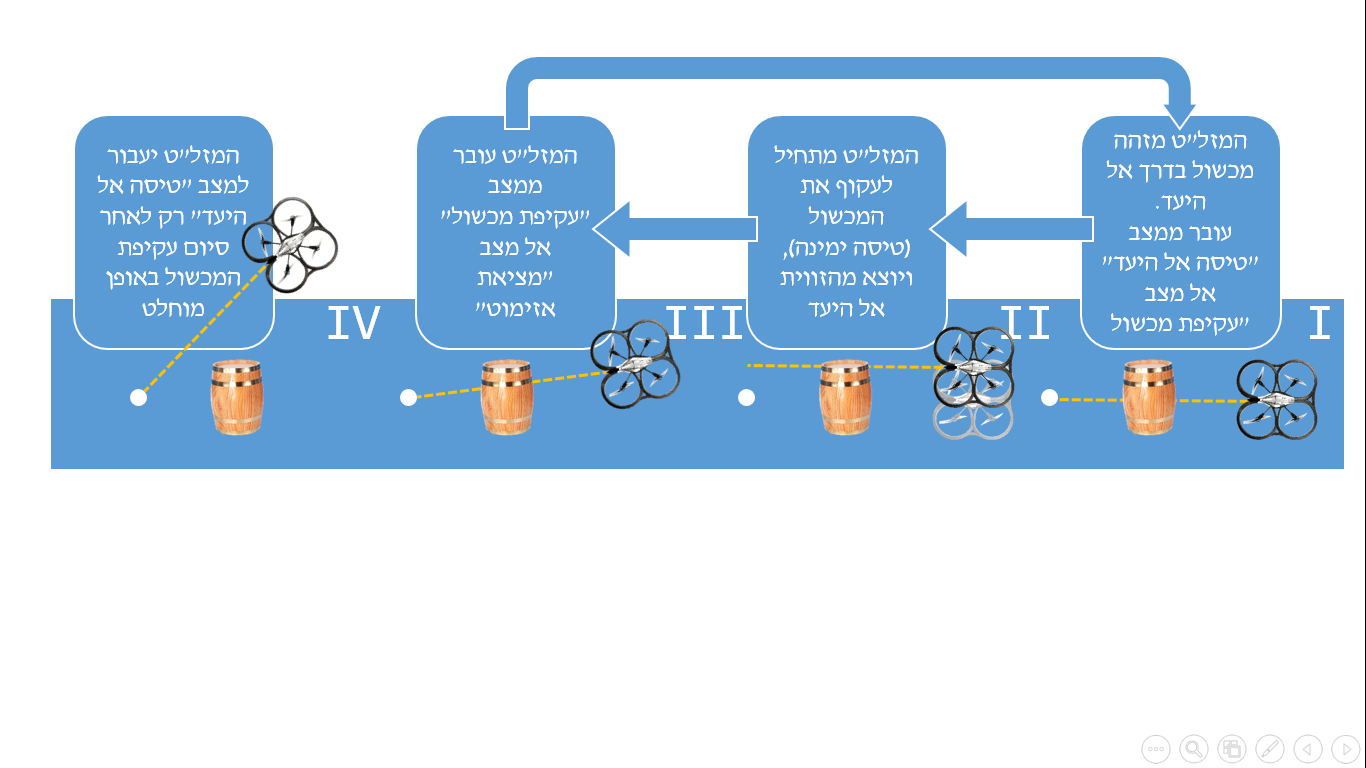 המזל״ט מזהה
מכשול בדרך אל
היעד.
עובר ממצב
״טיסה אל היעד״
אל מצב
״עקיפת מכשול
I
המזל״ט מתחיל
לעקוף את
המכשול
(טיסה ימינה),
ויוצא מהזווית
אל היעד
II
המזל״ט עובר
ממצב
״עקיפת מכשול״
אל מצב
״מציאת
אזימוט״
III
המזל״ט יעבור
למצב ״טיסה אל
היעד״ רק לאחר
סיום עקיפת
המכשול באופן
מוחלט
IV